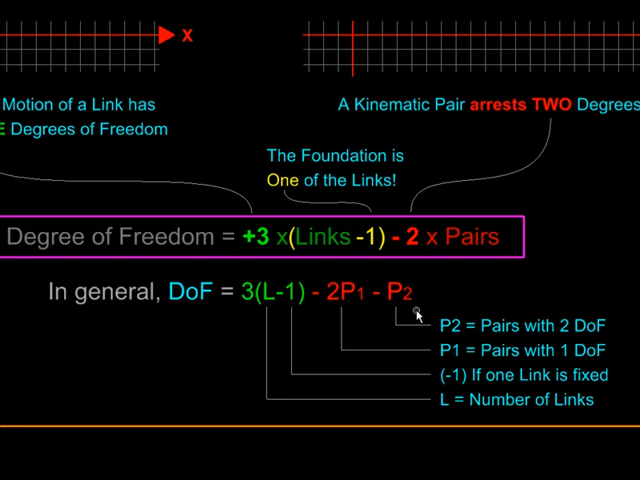 X
Motion of a Link has
E Degrees of Freedom
A Kinematic Pair arrests TWO Degrees
The Foundation is
One of the Links!
Degree of Freedom = +3 x(Links -1) - 2 x Pairs
In general, DoF = 3(L-1) - 2P1 - P2
P2 = Pairs with 2 DoF
P1 = Pairs with 1 DoF
(-1) If one Link is fixed
L = Number of Links